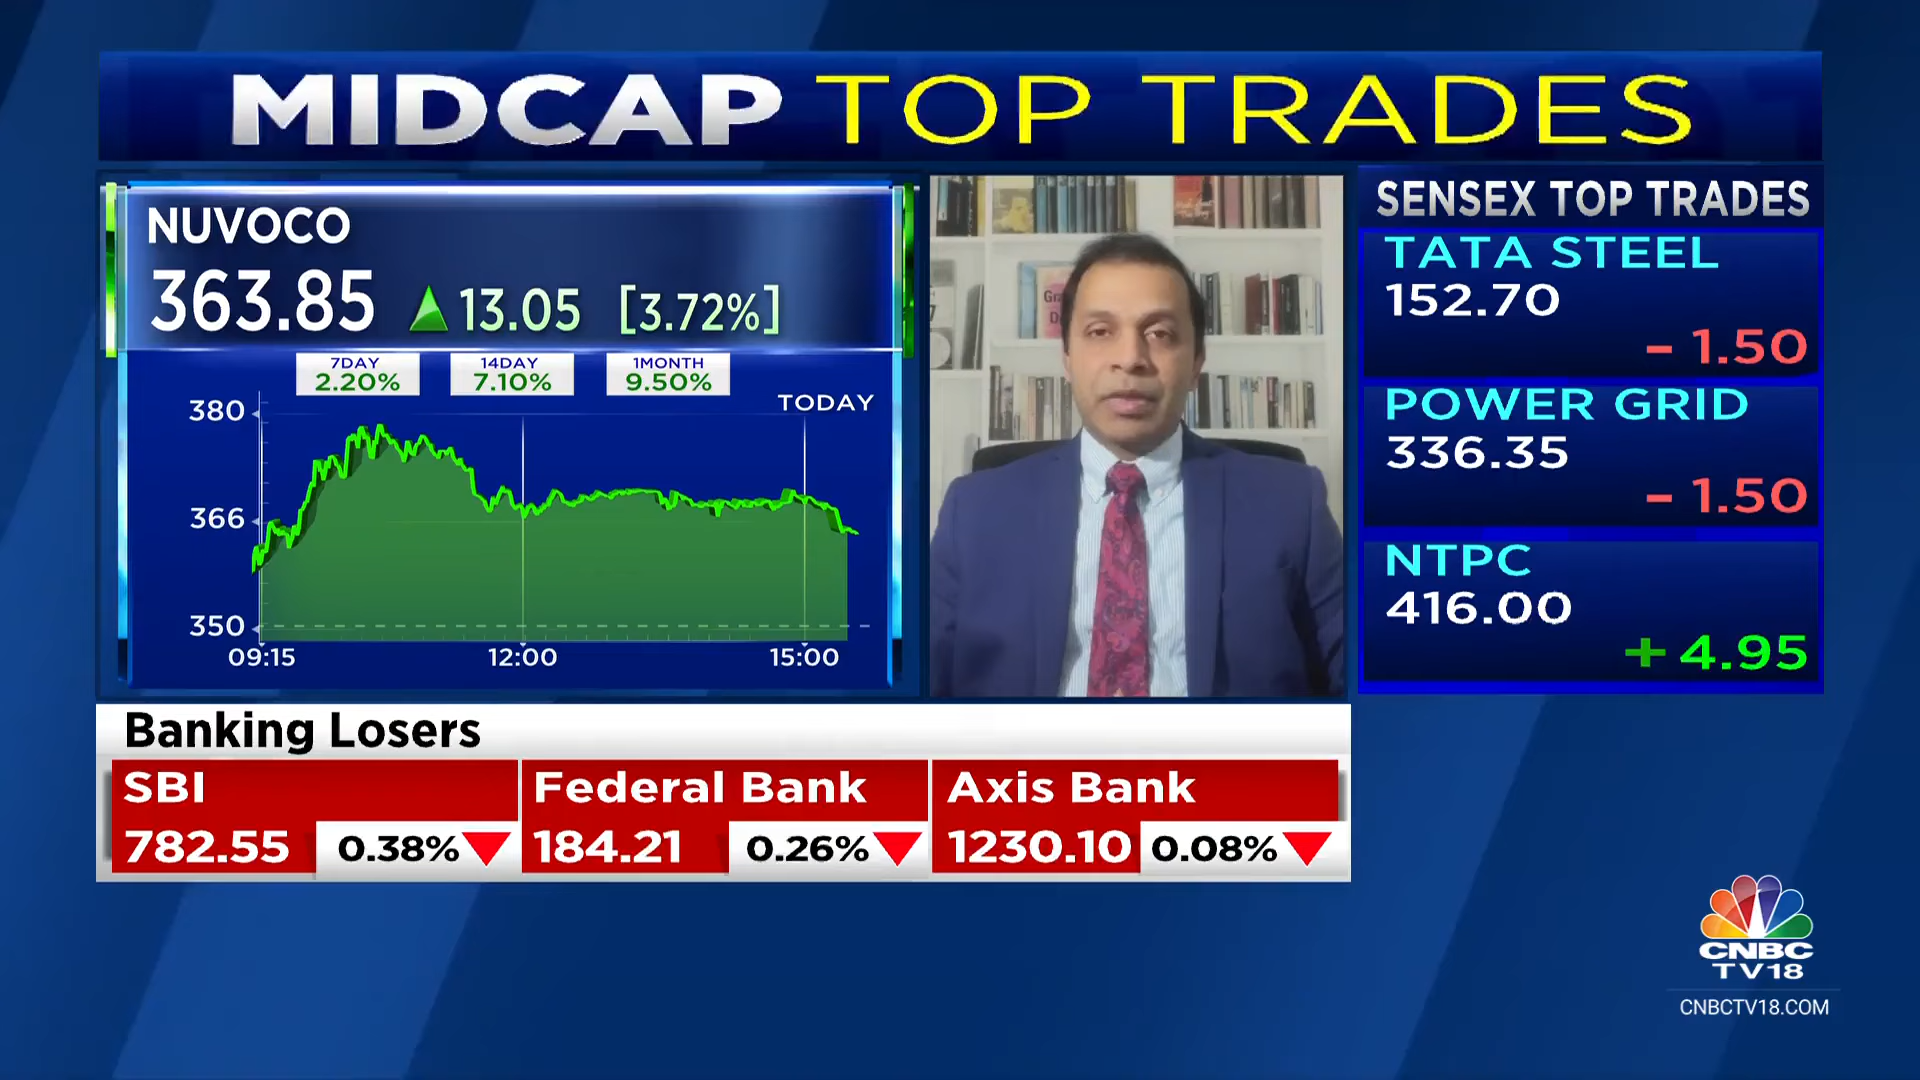 MIDCAP TOP TRADES
NUVOCO
363.85 ▲ 13.05 [3.72%]
7DAY
2.20%
14DAY
7.10%
1MONTH
9.50%
TODAY
380
366
350
09:15 12:00 15:00
SENSEX TOP TRADES
TATA STEEL
152.70
- 1.50
POWER GRID
336.35
- 1.50
NTPC
416.00
+ 4.95
Banking Losers
SBI
782.55 0.38% ▼
Federal Bank
184.21 0.26% ▼
Axis Bank
1230.10 0.08% ▼
CNBC
TV18
CNBCTV18.COM